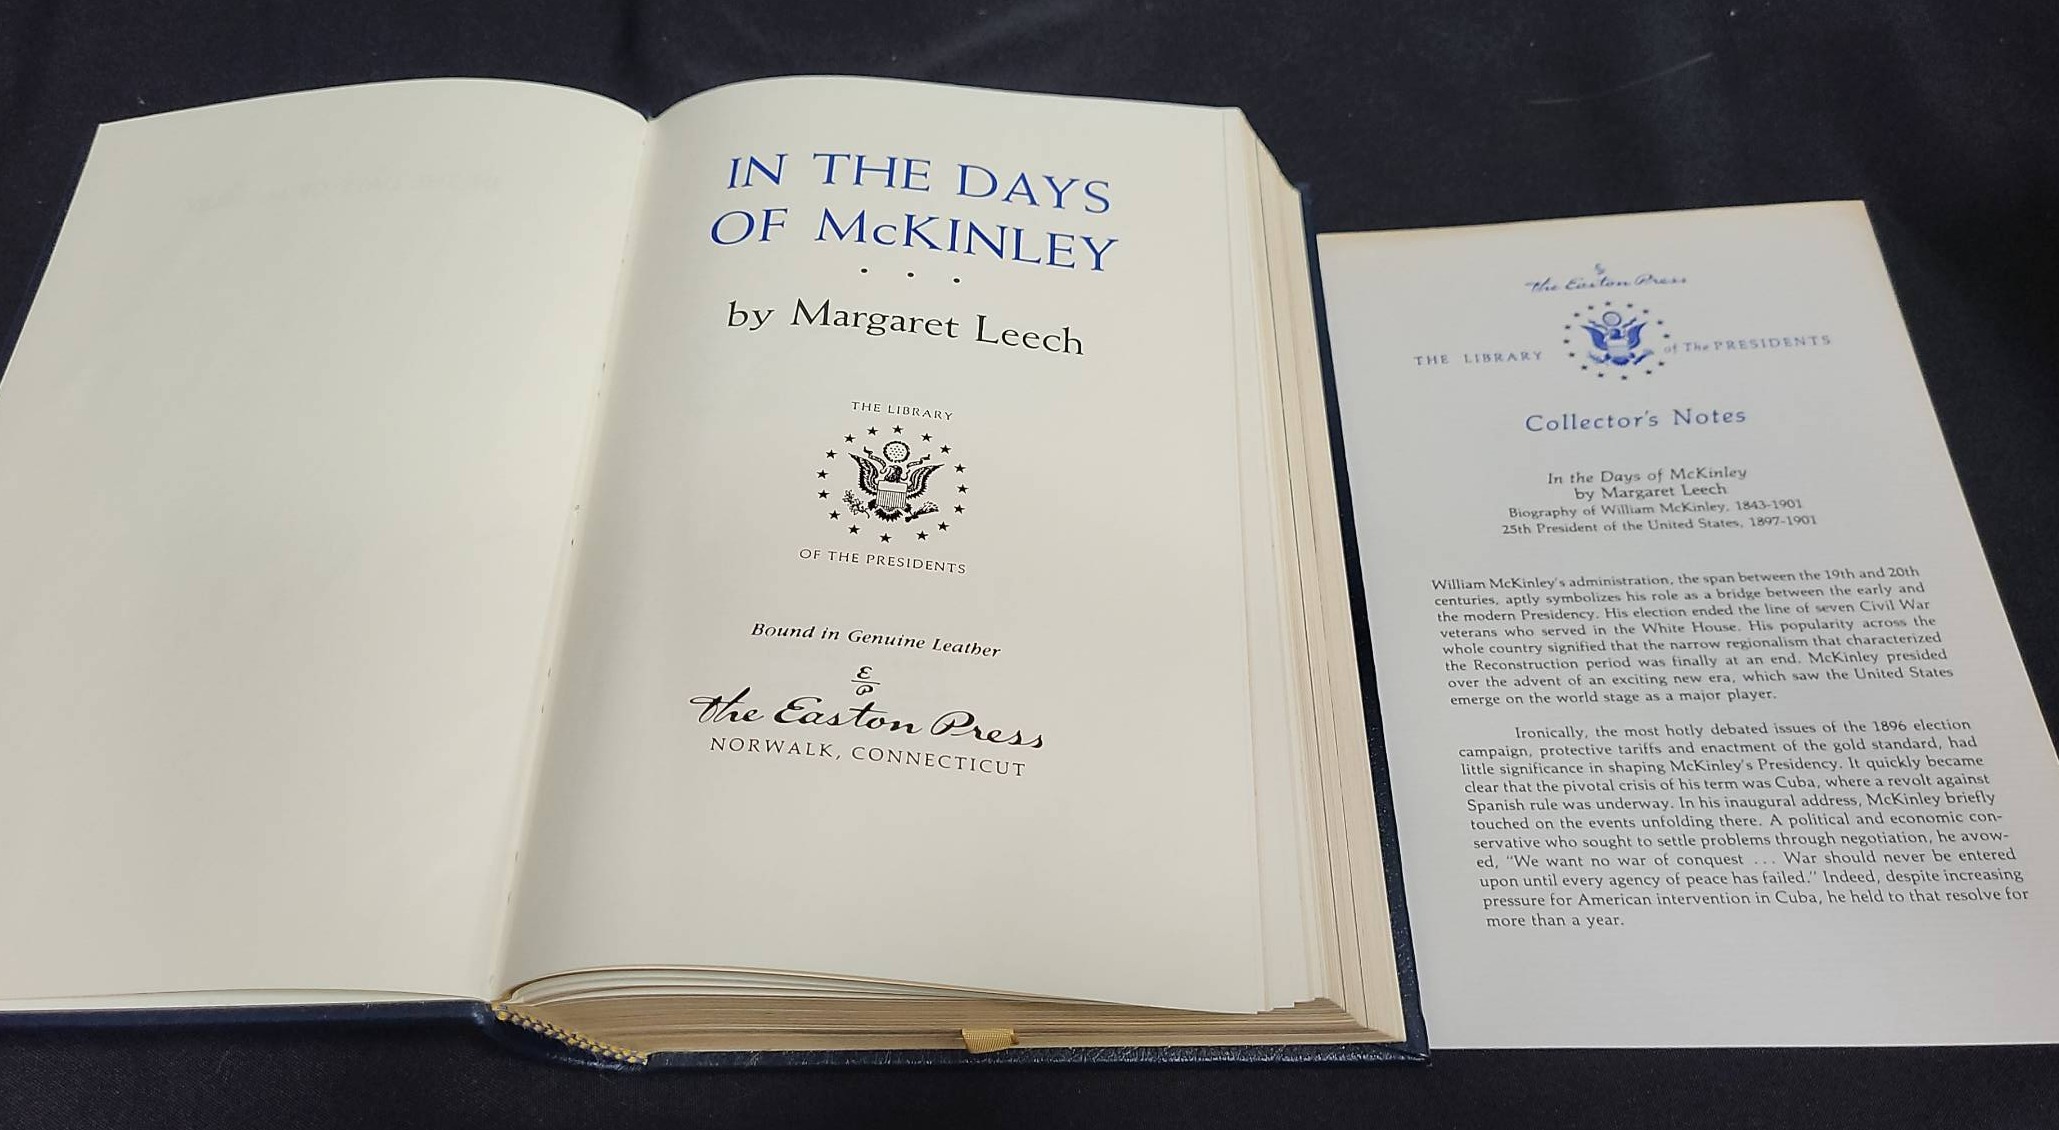 IN THE DAYS
OF McKINLEY
• • •
by Margaret Leech
THE LIBRARY
OF THE PRESIDENTS
Bound in Genuine Leather
E
P
the Easton Press
NORWALK, CONNECTICUT
the Easton Press
THE LIBRARY of The PRESIDENTS
Collector's Notes
In the Days of McKinley
by Margaret Leech
Biography of William McKinley, 1843-1901
25th President of the United States, 1897-1901
William McKinley's administration, the span between the 19th and 20th
centuries, aptly symbolizes his role as a bridge between the early and
the modern Presidency. His election ended the line of seven Civil War
veterans who served in the White House. His popularity across the
whole country signified that the narrow regionalism that characterized
the Reconstruction period was finally at an end. McKinley presided
over the advent of an exciting new era, which saw the United States
emerge on the world stage as a major player.
Ironically, the most hotly debated issues of the 1896 election
campaign, protective tariffs and enactment of the gold standard, had
little significance in shaping McKinley's Presidency. It quickly became
clear that the pivotal crisis of his term was Cuba, where a revolt against
Spanish rule was underway. In his inaugural address, McKinley briefly
touched on the events unfolding there. A political and economic con-
servative who sought to settle problems through negotiation, he avow-
ed, "We want no war of conquest ... War should never be entered
upon until every agency of peace has failed." Indeed, despite increasing
pressure for American intervention in Cuba, he held to that resolve for
more than a year.